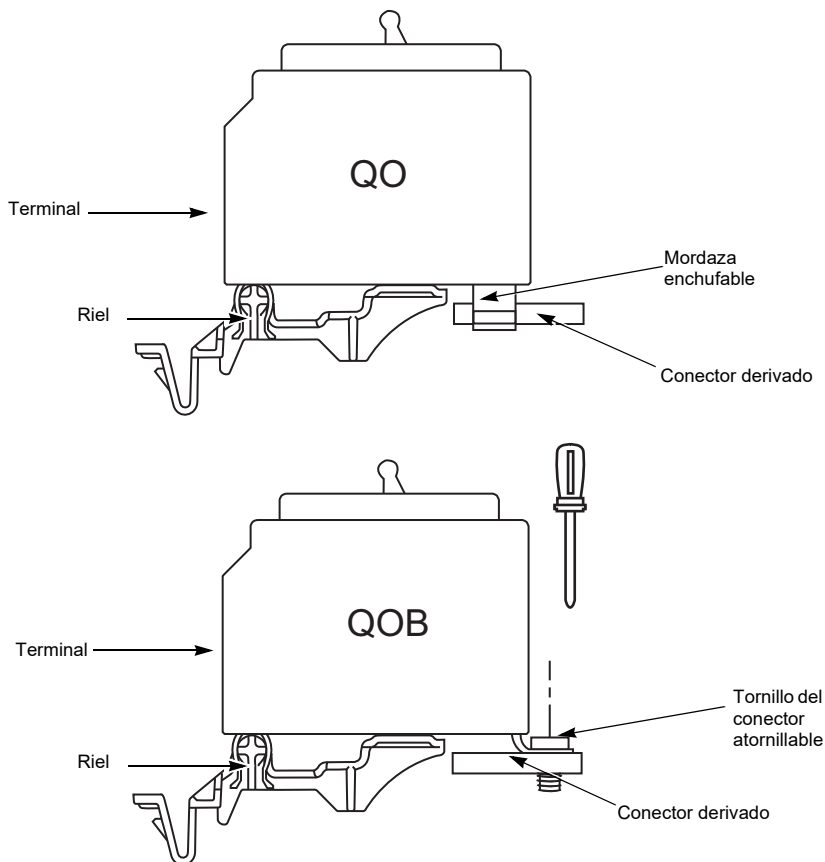 QO
Terminal
Mordaza
enchufable
Riel
Conector derivado
QOB
Terminal
Tornillo del
conector
atornillable
Riel
Conector derivado